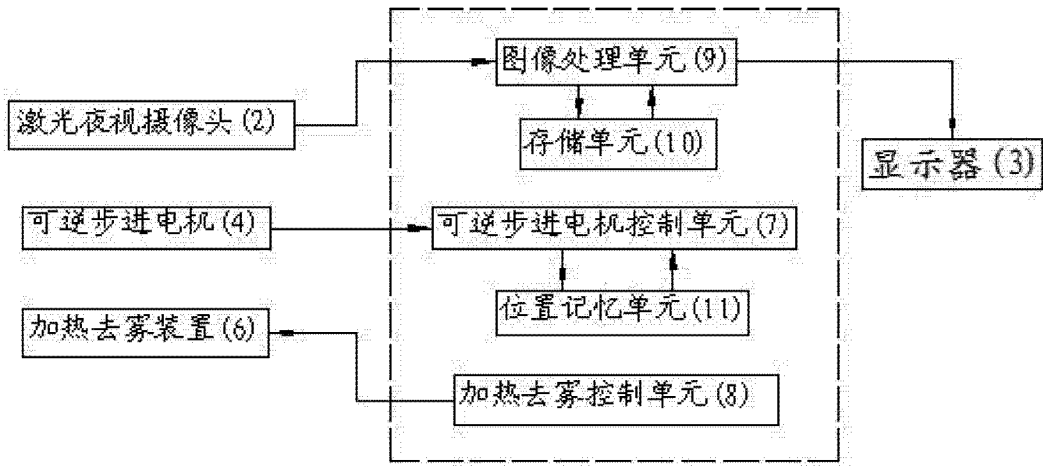 图像处理单元(9)
激光夜视摄像头(2)
存储单元(10)
显示器(3)
可逆步进电机(4)
可逆步进电机控制单元(7)
位置记忆单元(11)
加热去雾装置(6)
加热去雾控制单元(8)